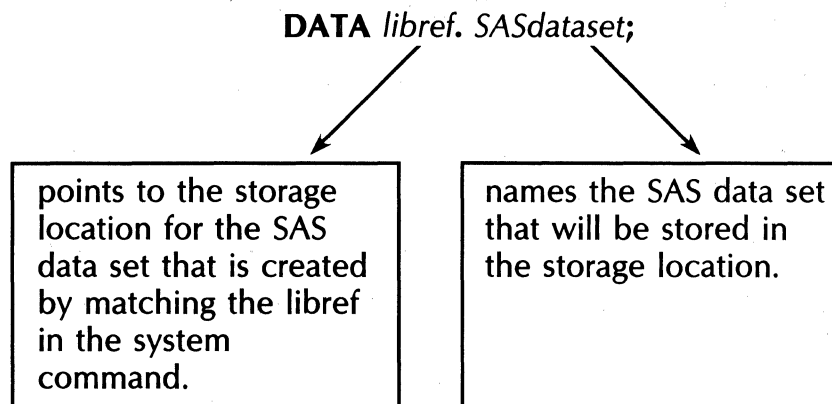 DATA libref. SASdataset;
points to the storage
location for the SAS
data set that is created
by matching the libref
in the system
command.
names the SAS data set
that will be stored in
the storage location.